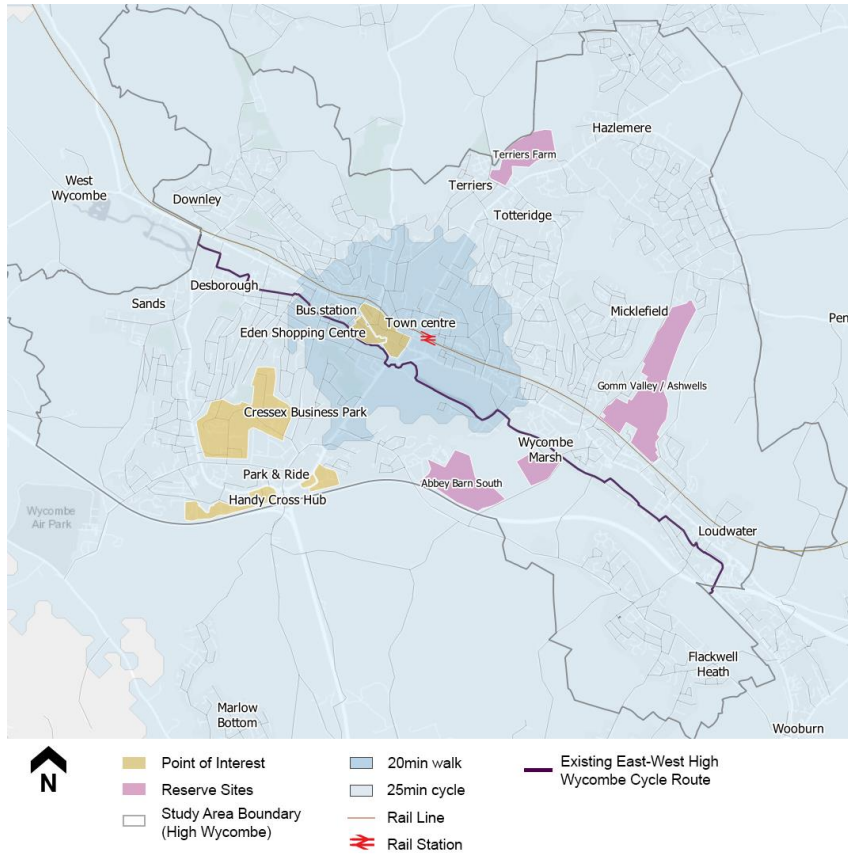 Hazlemere
Terriers Farm
West
Wycombe
Downley
Terriers
Totteridge
Desborough
Sands
Bus station
Town centre
Eden Shopping Centre
Micklefield
Pen
Gomm Valley / Ashwells
Cressex Business Park
Wycombe
Marsh
Park & Ride
Abbey Barn South
Handy Cross Hub
Wycombe
Air Park
Loudwater
Flackwell
Heath
Marlow
Bottom
Wooburn
N
Point of Interest
Reserve Sites
Study Area Boundary
(High Wycombe)
20min walk
25min cycle
Rail Line
Rail Station
Existing East-West High
Wycombe Cycle Route